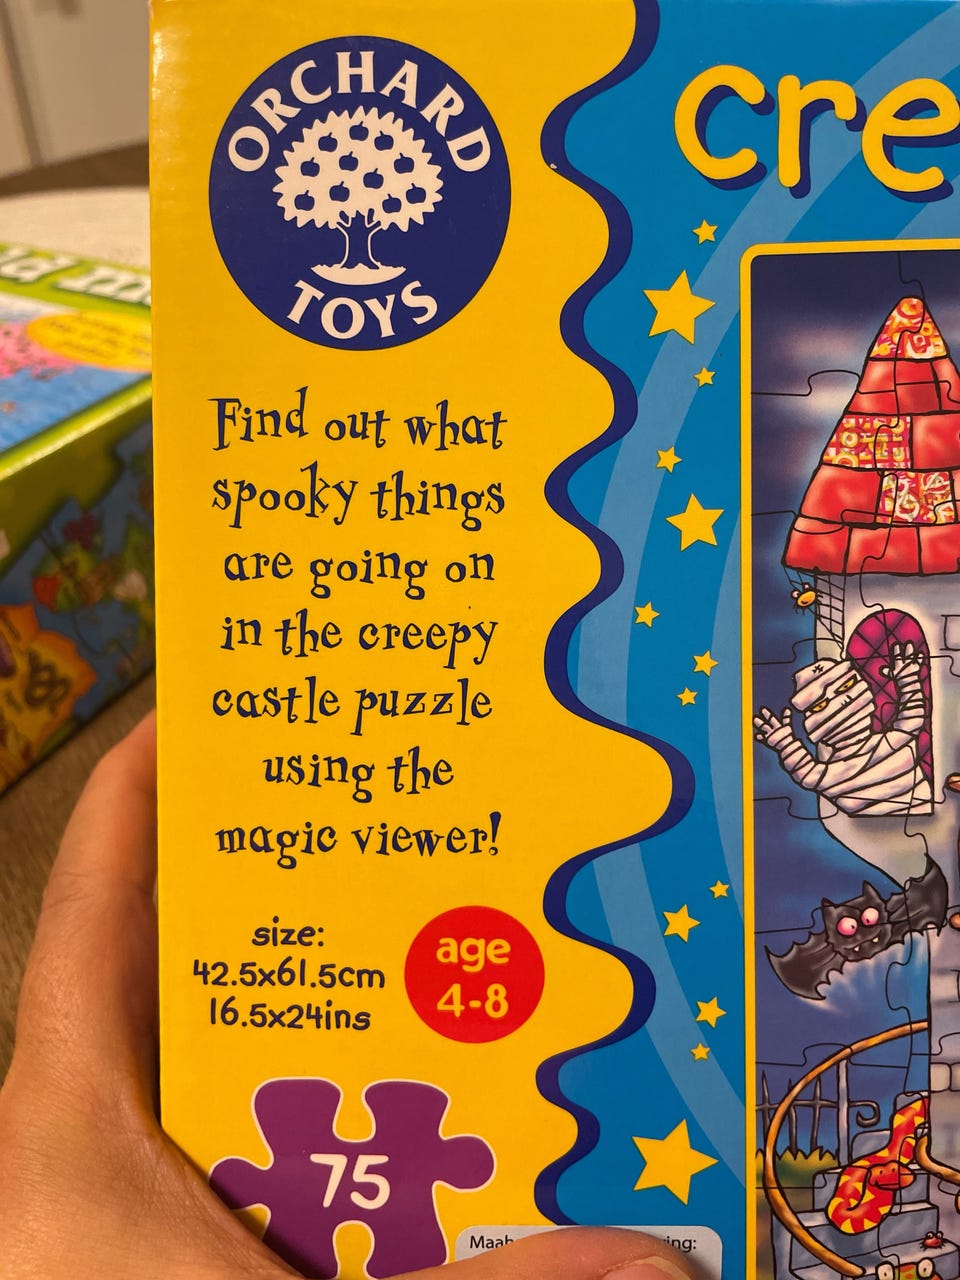 ORCHARD
TOYS
cre
Find out what
spooky things
are going on
in the creepy
castle puzzle
using the
magic viewer!
size:
42.5x61.5cm
16.5x24ins
age
4-8
75